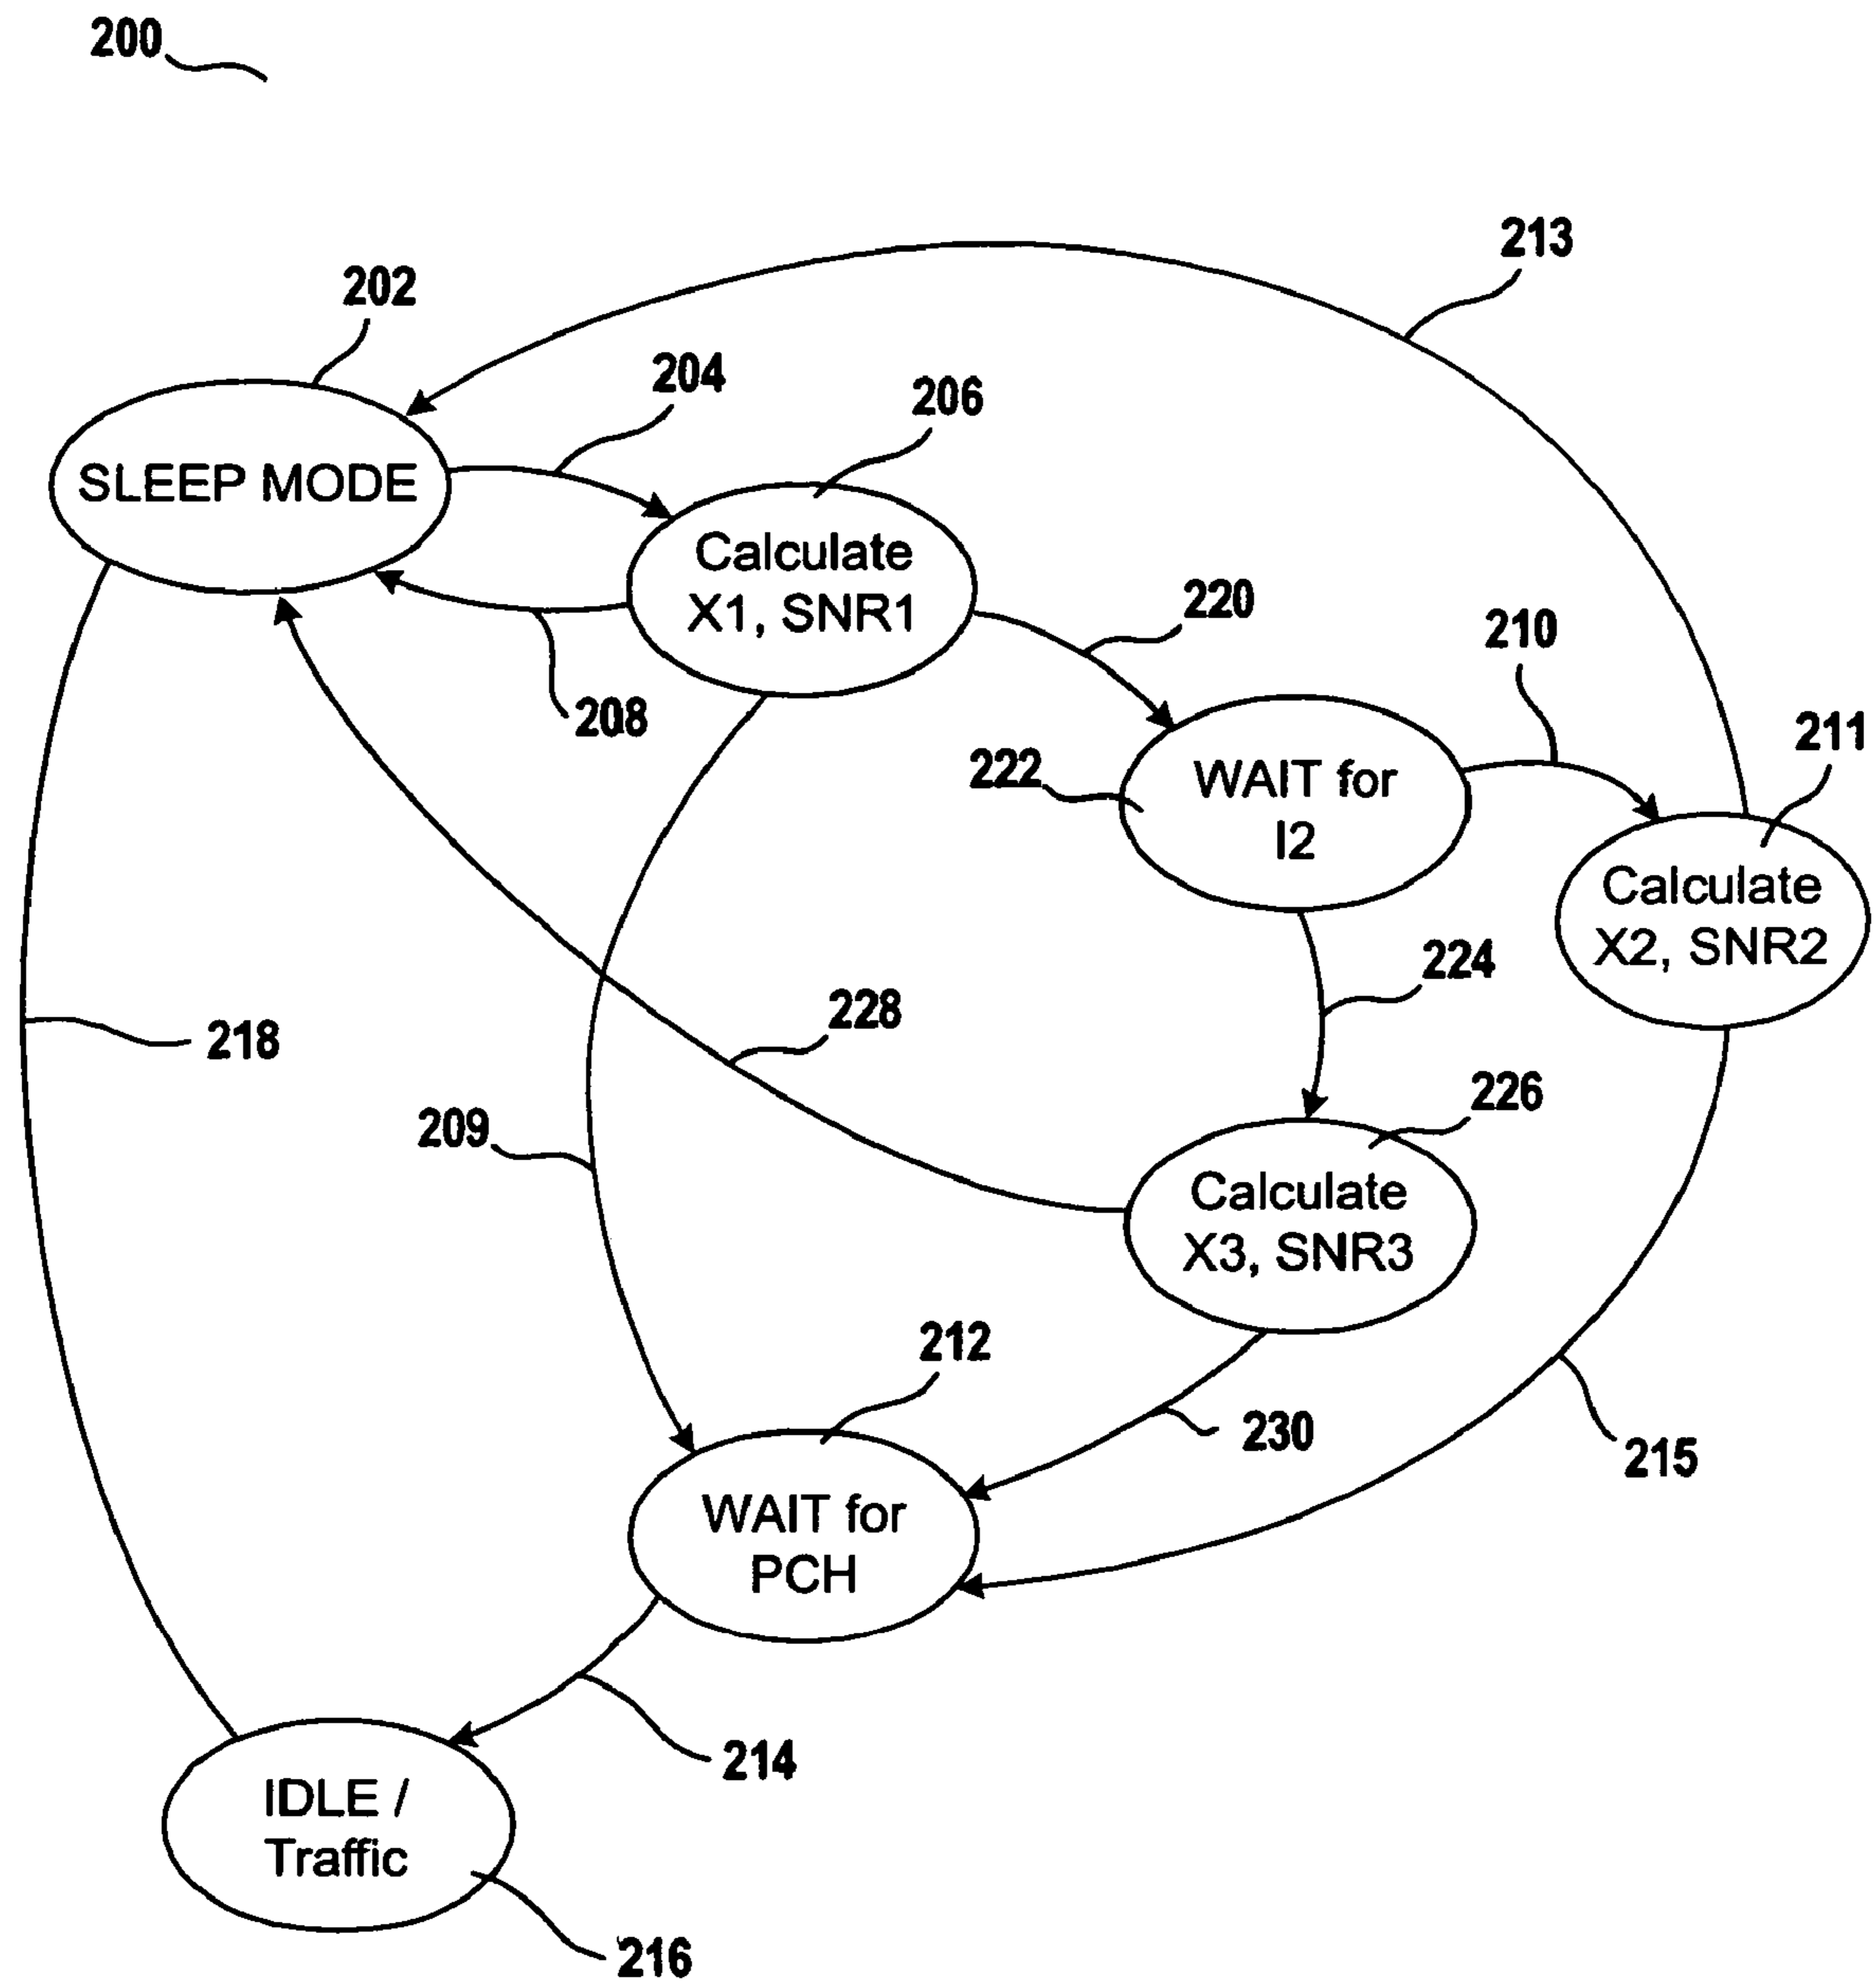 200
213
202
204
206
SLEEP MODE
Calculate
X1, SNR1
220
210
208
211
222
WAIT for
I2
Calculate
X2, SNR2
224
228
218
226
209
Calculate
X3, SNR3
212
230
215
WAIT for
PCH
214
IDLE /
Traffic
216